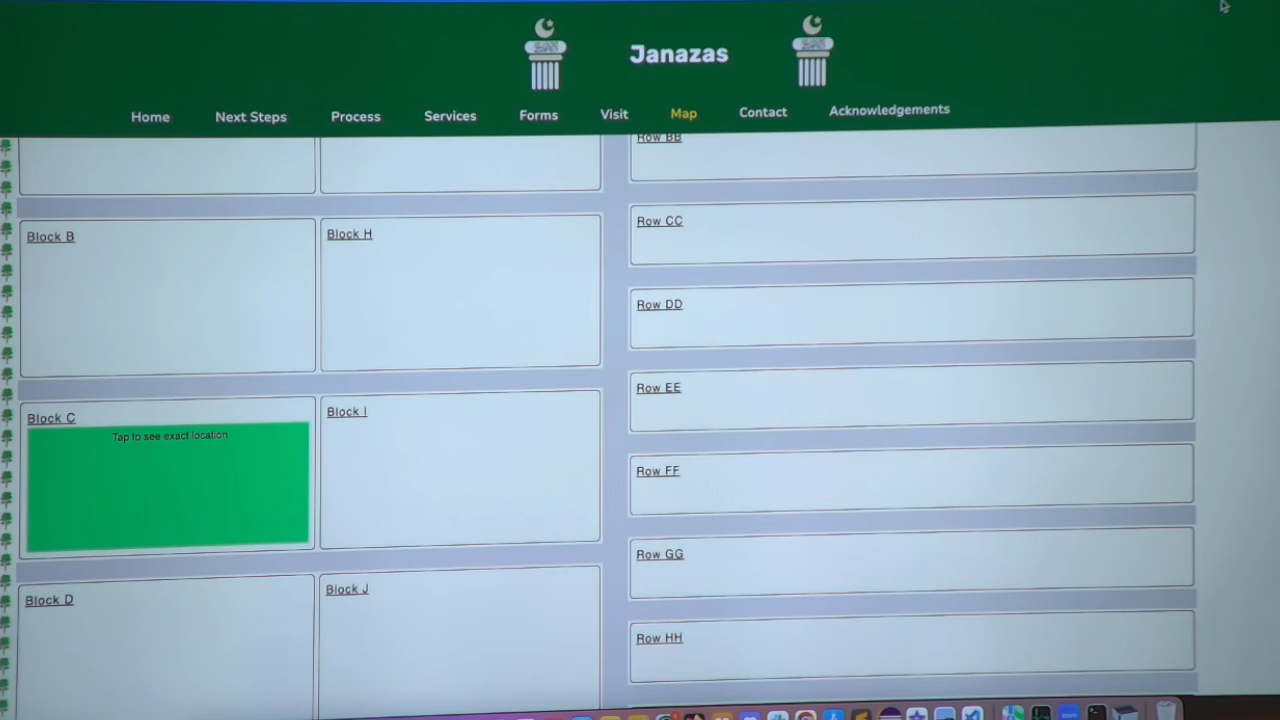 Janazas
Home Next Steps Process Services Forms Visit Map Contact Acknowledgements
Row BB
Block B
Block H
Row CC
Row DD
Block C
Tap to see exact location
Block I
Row EE
Row FF
Row GG
Block D
Block J
Row HH